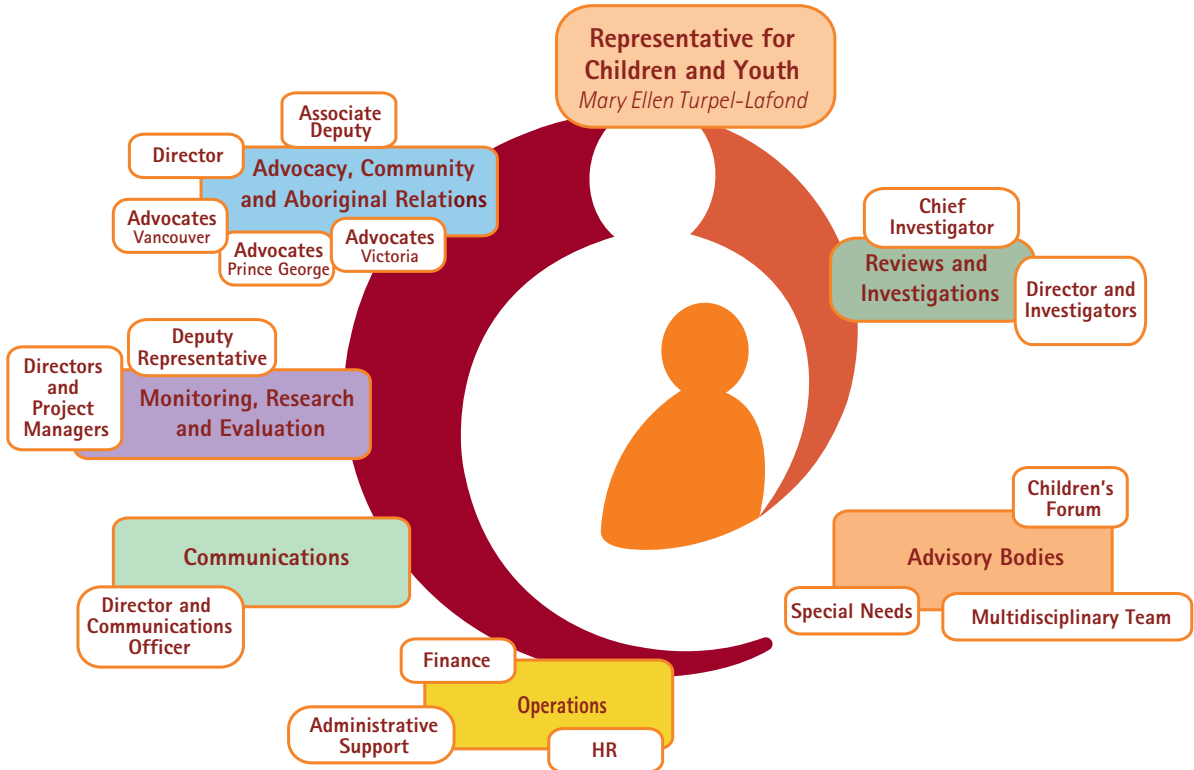 Representative for
Children and Youth
Mary Ellen Turpel-Lafond
Associate
Deputy
Director
Advocacy, Community
and Aboriginal Relations
Advocates
Vancouver
Advocates
Prince George
Advocates
Victoria
Chief
Investigator
Reviews and
Investigations
Director and
Investigators
Deputy
Representative
Directors
and
Project
Managers
Monitoring, Research
and Evaluation
Communications
Director and
Communications
Officer
Children's
Forum
Advisory Bodies
Special Needs
Multidisciplinary Team
Finance
Operations
Administrative
Support
HR